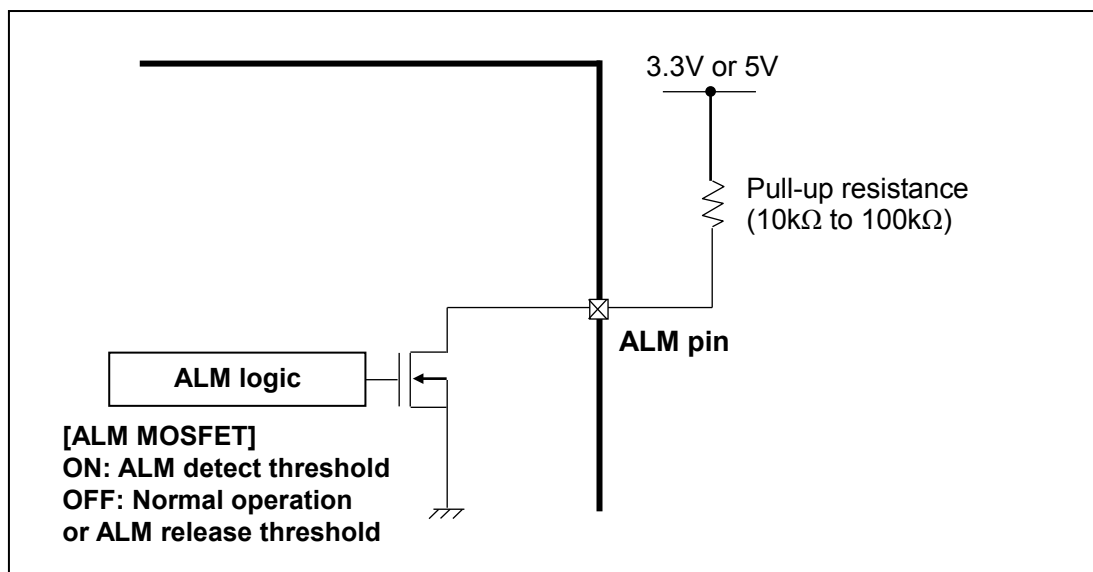 3.3V or 5V
Pull-up resistance
(10kΩ to 100kΩ)
ALM pin
ALM logic
[ALM MOSFET]
ON: ALM detect threshold
OFF: Normal operation
or ALM release threshold